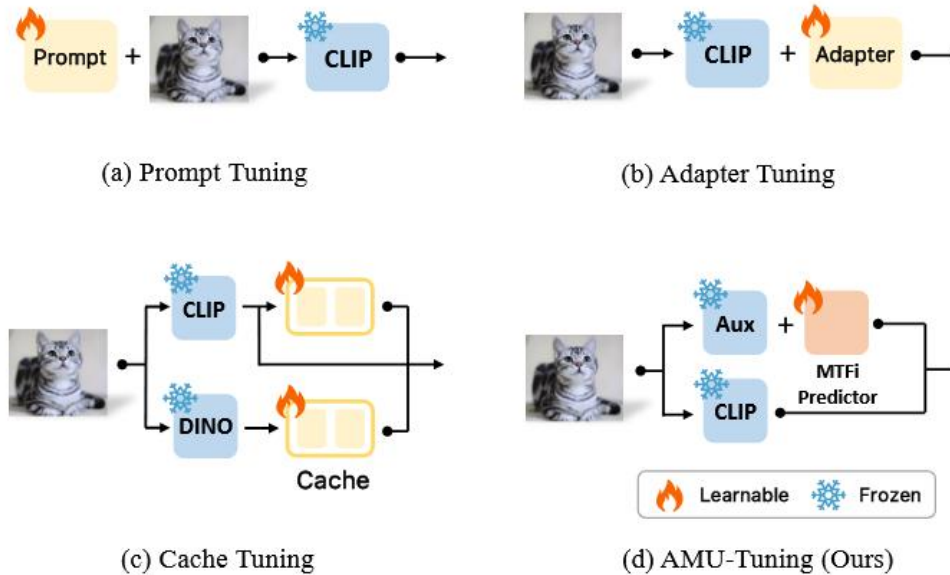 Prompt + CLIP
(a) Prompt Tuning
CLIP + Adapter
(b) Adapter Tuning
CLIP
DINO
Cache
(c) Cache Tuning
Aux +
MTFi
Predictor
CLIP
Learnable Frozen
(d) AMU-Tuning (Ours)